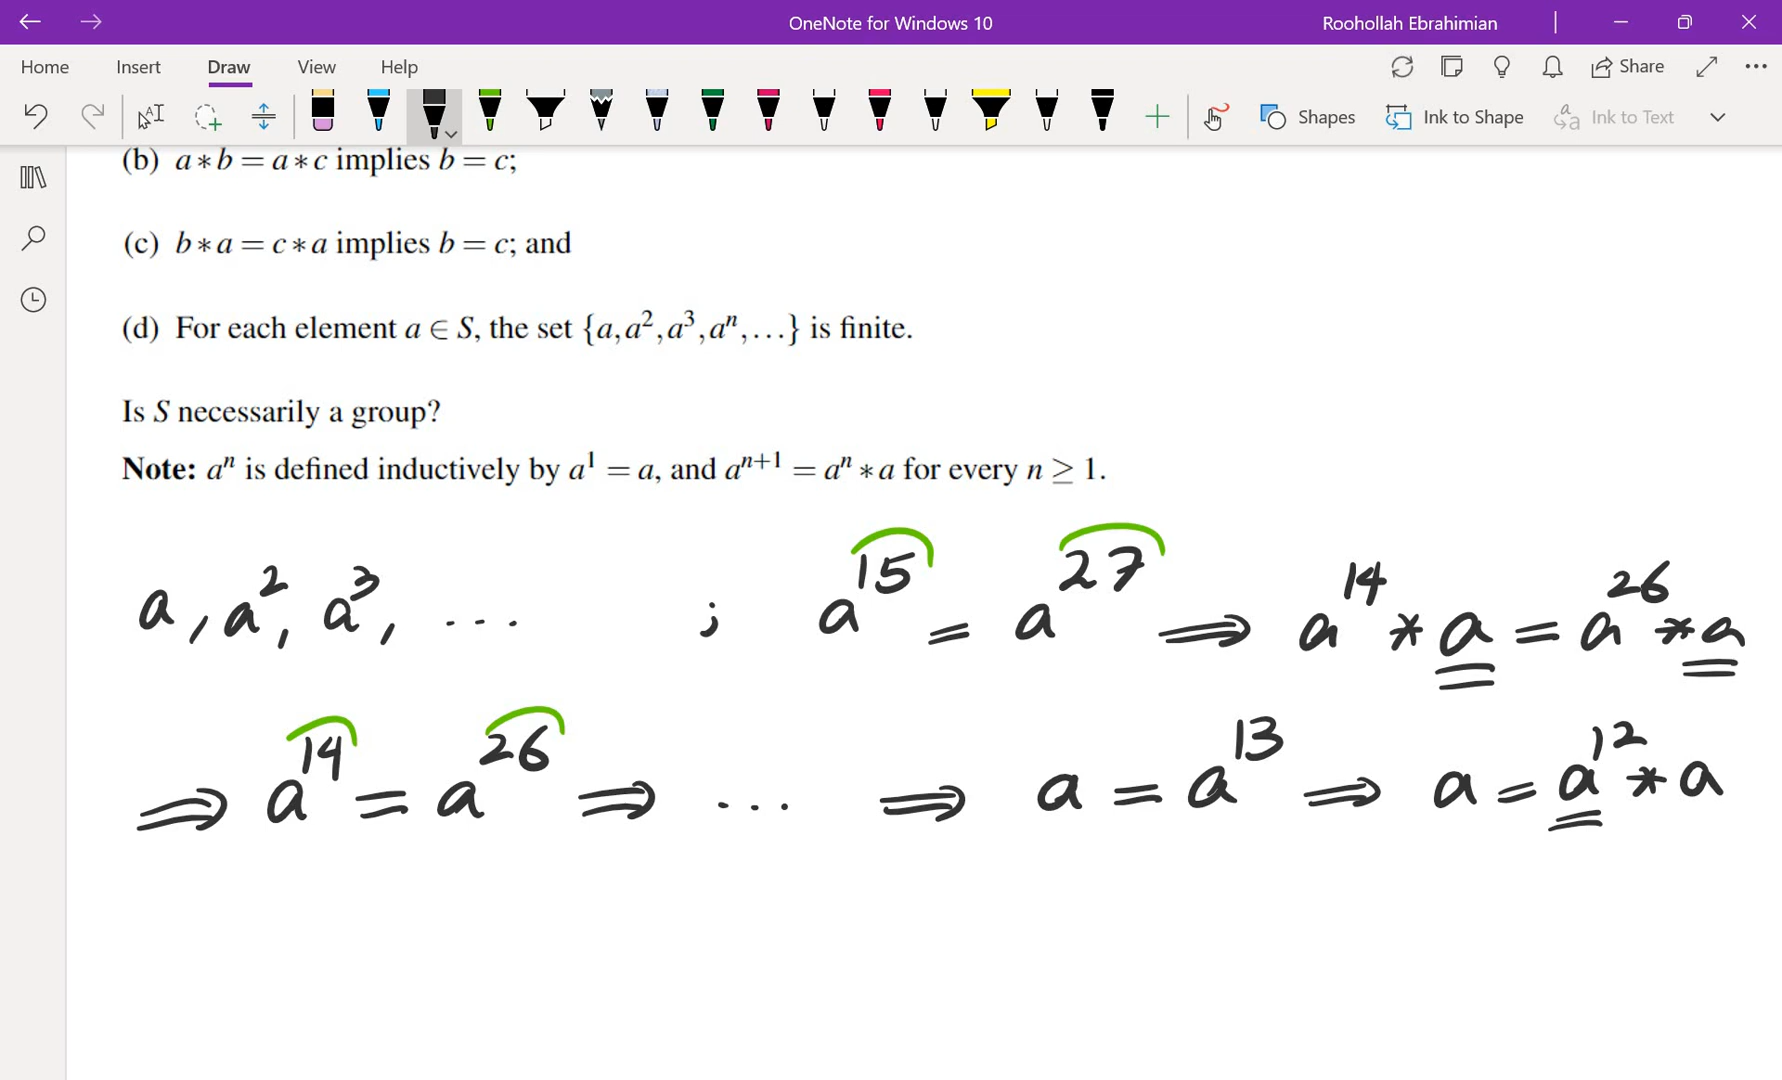 OneNote for Windows 10
Roohollah Ebrahimian
Home Insert Draw View Help
Share
Shapes Ink to Shape Ink to Text
(b) a∗b = a∗c implies b = c;
(c) b∗a = c∗a implies b = c; and
(d) For each element a ∈ S, the set {a,a²,a³,aⁿ,...} is finite.
Is S necessarily a group?
Note: aⁿ is defined inductively by a¹ = a, and aⁿ⁺¹ = aⁿ ∗ a for every n ≥ 1.
a, a², a³, ... ; a¹⁵ = a²⁷ ⟹ a¹⁴ * a = a²⁶ * a
⟹ a¹⁴ = a²⁶ ⟹ ... ⟹ a = a¹³ ⟹ a = a¹² * a